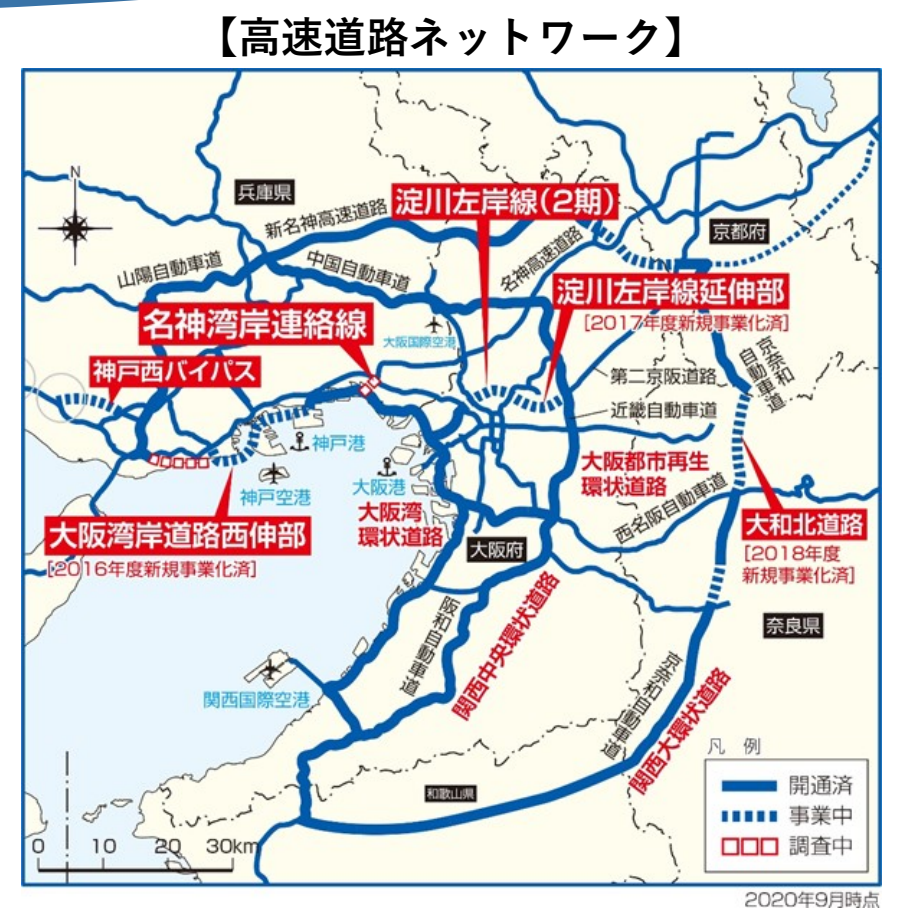 【高速道路ネットワーク】
N
兵庫県
新名神高速道路
淀川左岸線(2期)
京都府
山陽自動車道
中国自動車道
名神高速道路
淀川左岸線延伸部
[2017年度新規事業化済]
名神湾岸連絡線
大阪国際空港
神戸西バイパス
第二京阪道路
京奈和
自動車道
近畿自動車道
神戸港
神戸空港
大阪港
大阪都市再生
環状道路
大阪湾
環状道路
西名阪自動車道
大阪湾岸道路西伸部
[2016年度新規事業化済]
大和北道路
[2018年度
新規事業化済]
大阪府
奈良県
阪和自動車道
関西中央環状道路
関西国際空港
京奈和自動車道
関西大環状道路
和歌山県
凡 例
開通済
事業中
調査中
0 10 20 30km
2020年9月時点